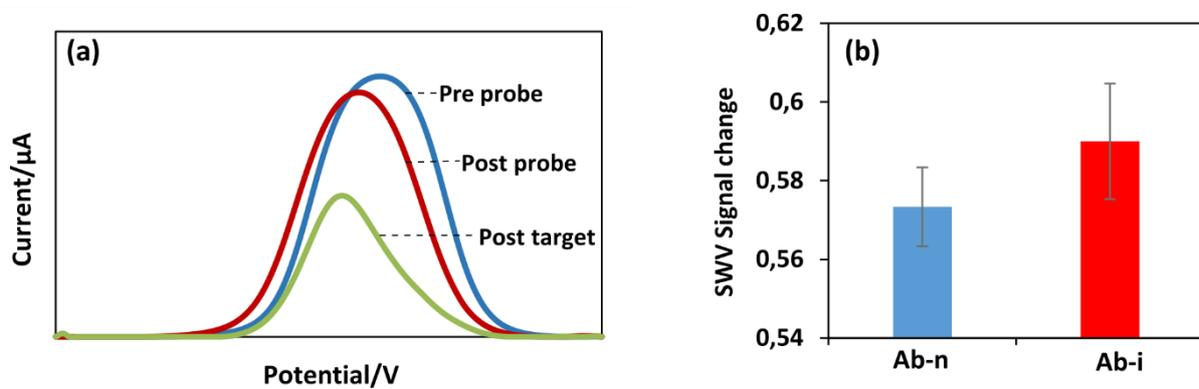 (a)
Pre probe
Post probe
Post target
Current/µA
Potential/V
(b)
0,62
0,6
0,58
0,56
0,54
SWV Signal change
Ab-n
Ab-i